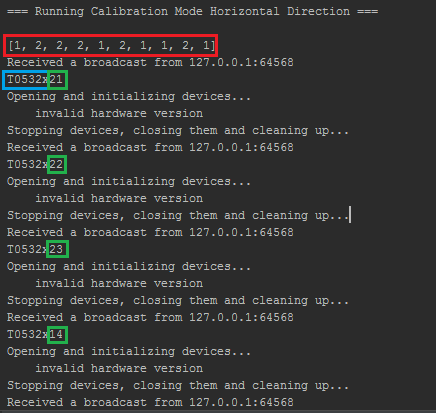 === Running Calibration Mode Horizontal Direction ===
[1, 2, 2, 2, 1, 2, 1, 1, 2, 1]
Received a broadcast from 127.0.0.1:64568
T0532x21
Opening and initializing devices...
invalid hardware version
Stopping devices, closing them and cleaning up...
Received a broadcast from 127.0.0.1:64568
T0532x22
Opening and initializing devices...
invalid hardware version
Stopping devices, closing them and cleaning up...
Received a broadcast from 127.0.0.1:64568
T0532x23
Opening and initializing devices...
invalid hardware version
Stopping devices, closing them and cleaning up...
Received a broadcast from 127.0.0.1:64568
T0532x14
Opening and initializing devices...
invalid hardware version
Stopping devices, closing them and cleaning up...
Received a broadcast from 127.0.0.1:64568